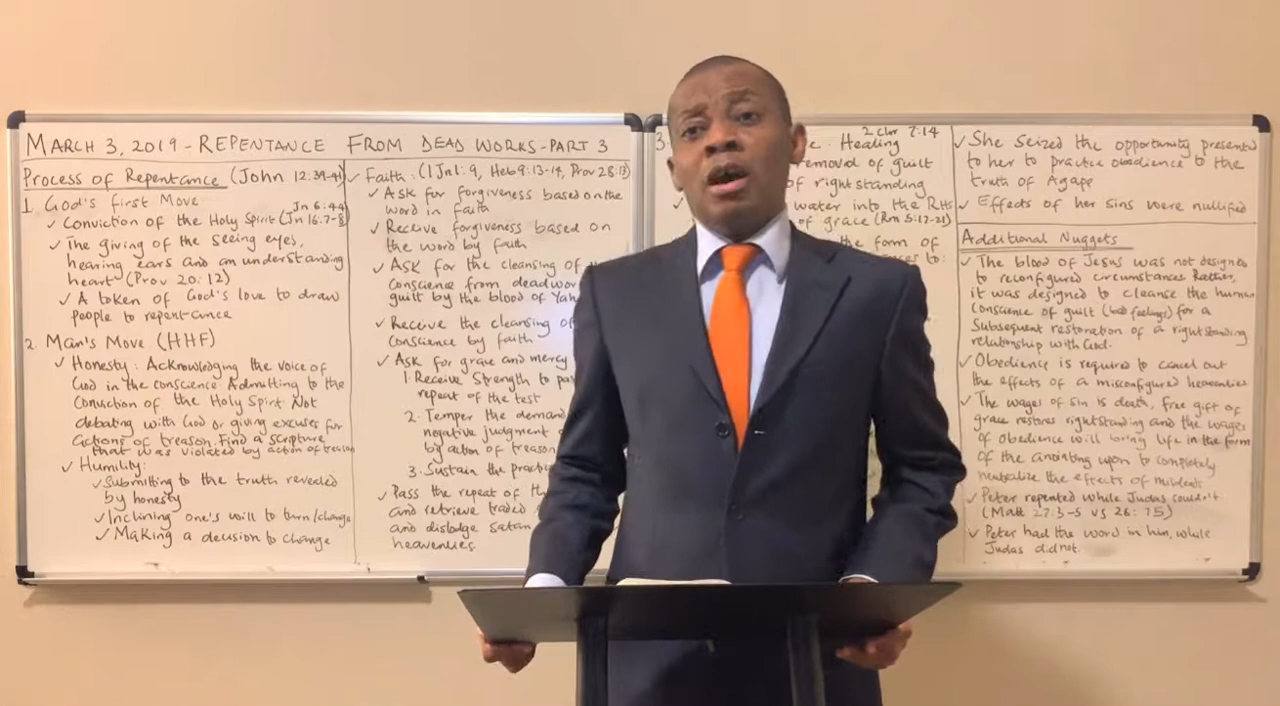 MARCH 3, 2019 - REPENTANCE FROM DEAD WORKS - PART 3
Process of Repentance (John 12:39-41)
1. God's first Move Jn 6:44
✓ Conviction of the Holy Spirit (Jn 16:7-8)
✓ The giving of the seeing eyes,
hearing ears and an understanding
heart (Prov 20:12)
✓ A token of God's love to draw
people to repentance
2. Man's Move (HHF)
✓ Honesty: Acknowledging the voice of
God in the conscience. Admitting to the
Conviction of the Holy Spirit. Not
debating with God or giving excuses for
actions of treason. Find a scripture
that was violated by action of treason
✓ Humility:
✓ Submitting to the truth revealed
by honesty
✓ Inclining one's will to turn/change
✓ Making a decision to change
✓ Faith: (1Jn1:9, Heb9:13-14, Prov 28:13)
✓ Ask for forgiveness based on the
word in faith
✓ Receive forgiveness based on
the word by faith
✓ Ask for the cleansing of
Conscience from deadwor
guilt by the blood of Yah
✓ Receive the cleansing of
Conscience by faith
✓ Ask for grace and mercy
1. Receive Strength to pa
repeat of the test
2. Temper the demand
negative judgment
by action of treason
3. Sustain the practi
✓ Pass the repeat of th
and retrieve traded
and dislodge satan
heavenlies.
3. 2 Chr 7:14
Healing
removal of guilt
of rightstanding
✓ water into the RHS
of grace (Rm 5:17-21)
the form of
to:
✓ She seized the opportunity presented
to her to practice obedience to the
truth of Agape
✓ Effects of her sins were nullified
Additional Nuggets
✓ The blood of Jesus was not designed
to reconfigured circumstances. Rather,
it was designed to cleanse the human
Conscience of guilt (bad feelings) for a
Subsequent restoration of a rightstanding
relationship with God.
✓ Obedience is required to cancel out
the effects of a misconfigured heavenlies
✓ The wages of sin is death, free gift of
grace restores rightstanding and the wages
of obedience will bring life in the form
of the anointing upon to completely
neutralize the effects of misdeeds
✓ Peter repented while Judas couldn't.
(Matt 27:3-5 vs 26:75)
✓ Peter had the word in him, while
Judas did not.